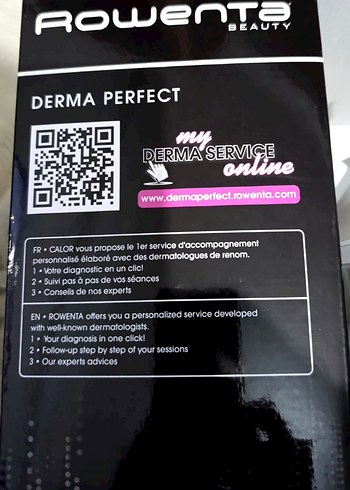 Rowenta
BEAUTY
DERMA PERFECT
my
DERMA SERVICE
online
www.dermaperfect.rowenta.com
FR • CALOR vous propose le 1er service d'accompagnement
personnalisé élaboré avec des dermatologues de renom.
1 • Votre diagnostic en un clic!
2 • Suivi pas à pas de vos séances
3 • Conseils de nos experts
EN • ROWENTA offers you a personalized service developed
with well-known dermatologists.
1 • Your diagnosis in one click!
2 • Follow-up step by step of your sessions
3 • Our experts advices